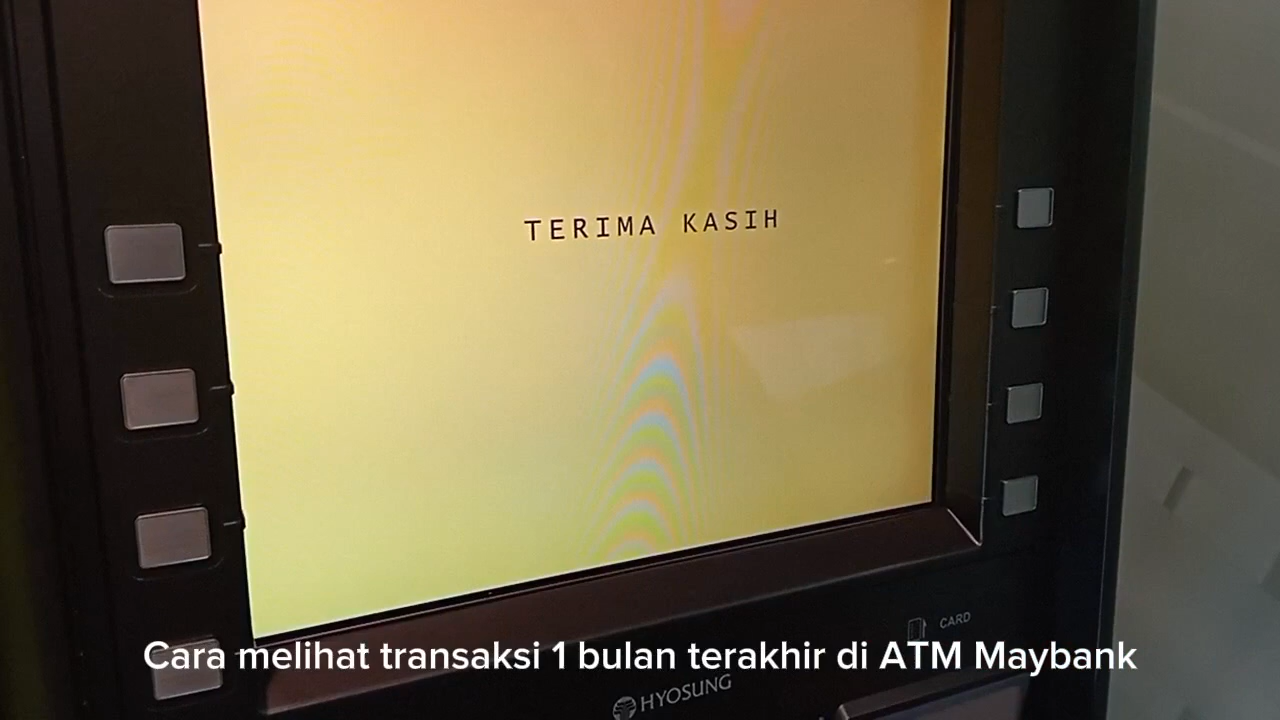 TERIMA KASIH
CARD
Cara melihat transaksi 1 bulan terakhir di ATM Maybank
HYOSUNG